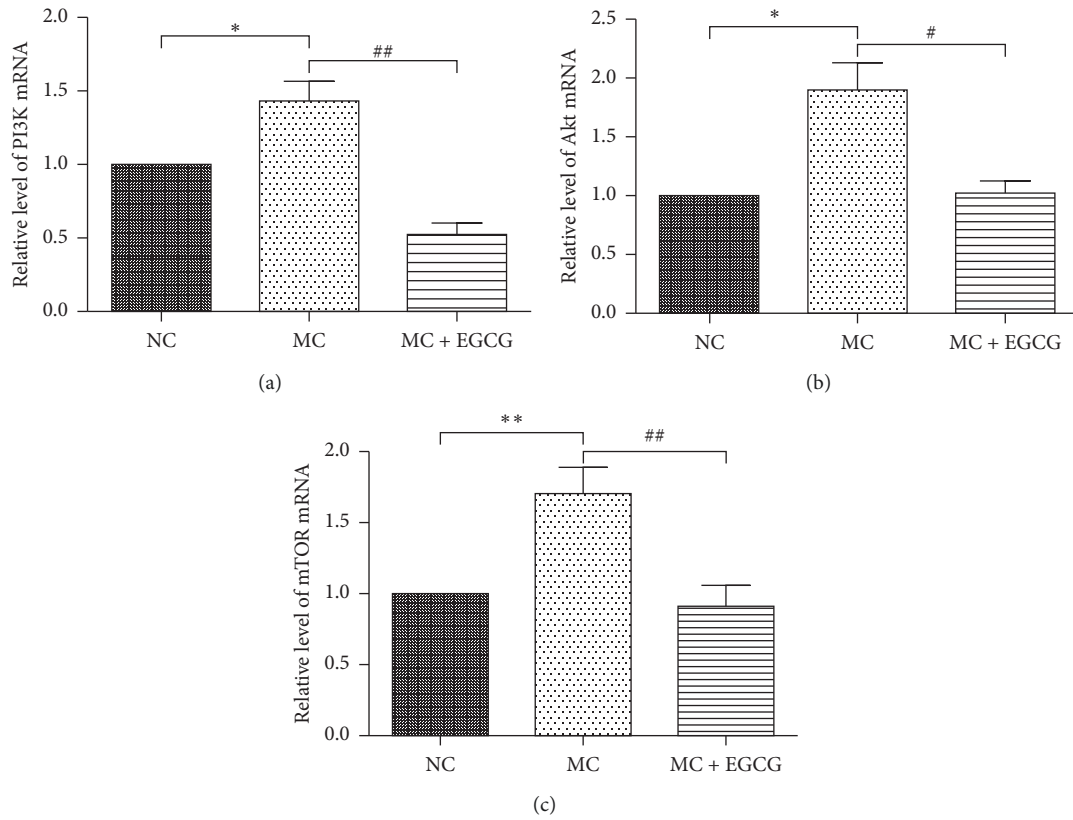 Relative level of PI3K mRNA
2.0
1.5
1.0
0.5
0.0
*
##
NC
MC
MC + EGCG
(a)
Relative level of Akt mRNA
2.5
2.0
1.5
1.0
0.5
0.0
*
#
NC
MC
MC + EGCG
(b)
Relative level of mTOR mRNA
2.0
1.5
1.0
0.5
0.0
**
##
NC
MC
MC + EGCG
(c)